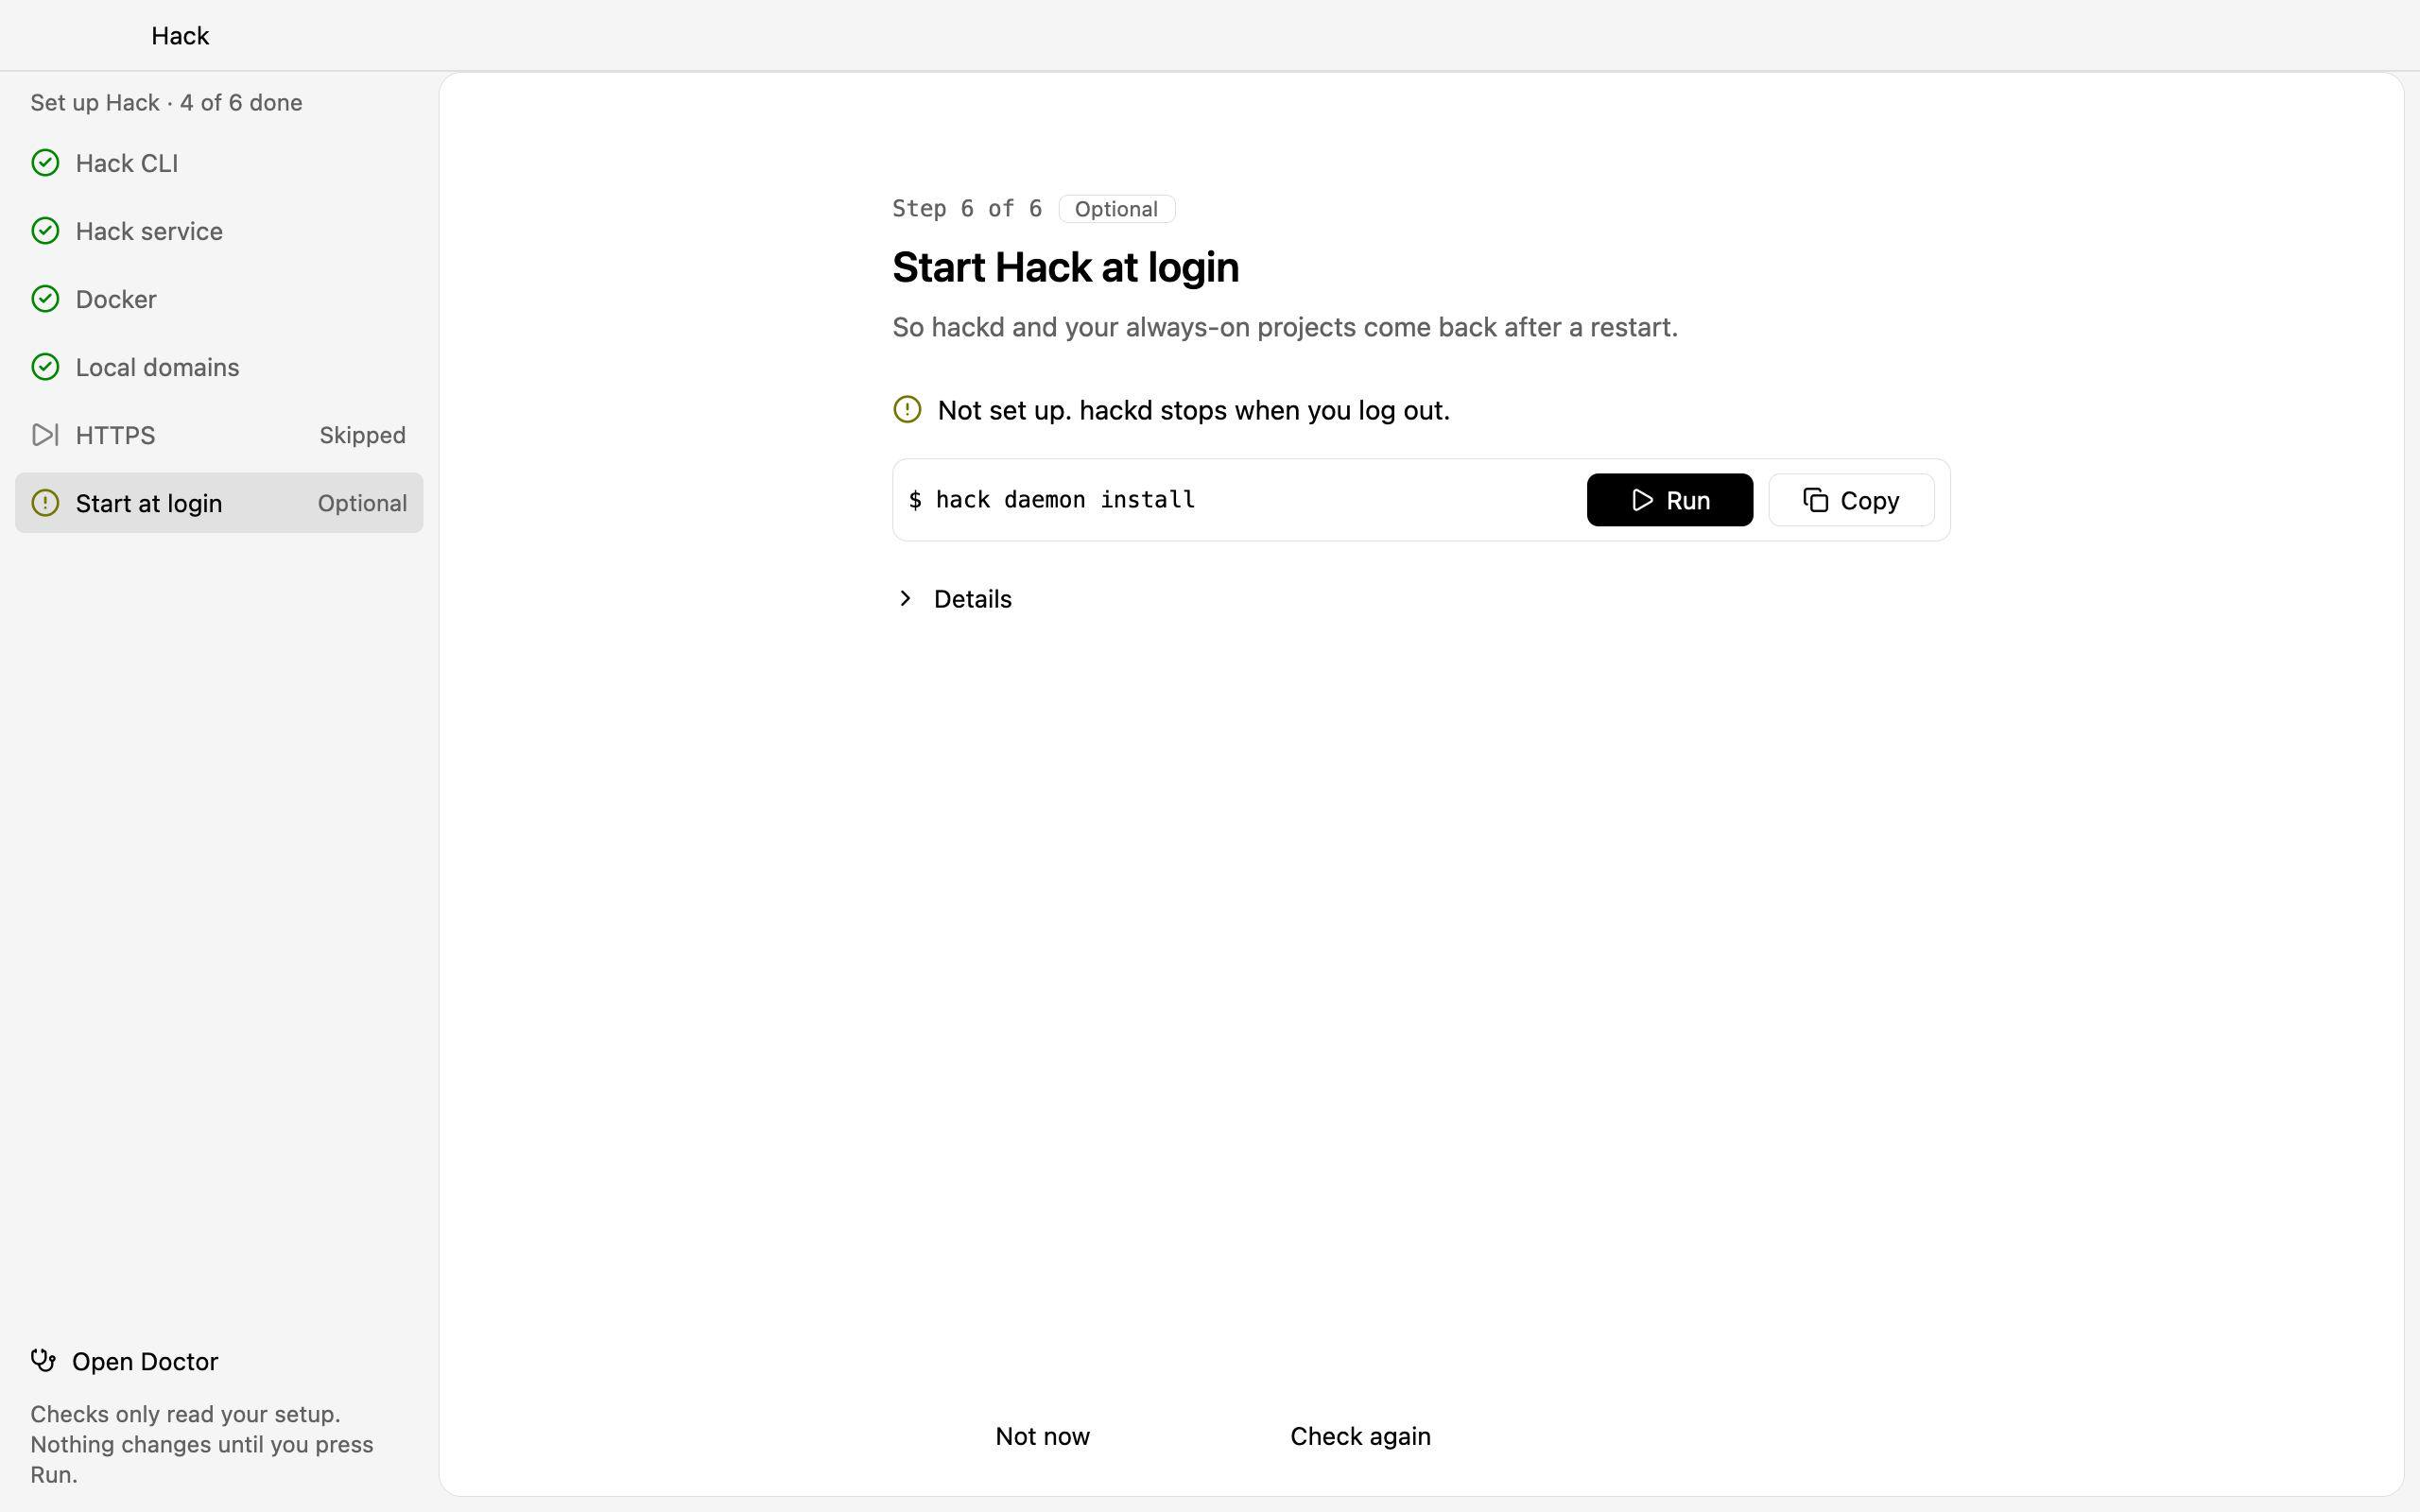 Hack
Set up Hack · 4 of 6 done
Hack CLI
Hack service
Docker
Local domains
HTTPS Skipped
Start at login Optional
Open Doctor
Checks only read your setup.
Nothing changes until you press
Run.
Step 6 of 6 Optional
Start Hack at login
So hackd and your always-on projects come back after a restart.
Not set up. hackd stops when you log out.
$ hack daemon install Run Copy
Details
Not now Check again